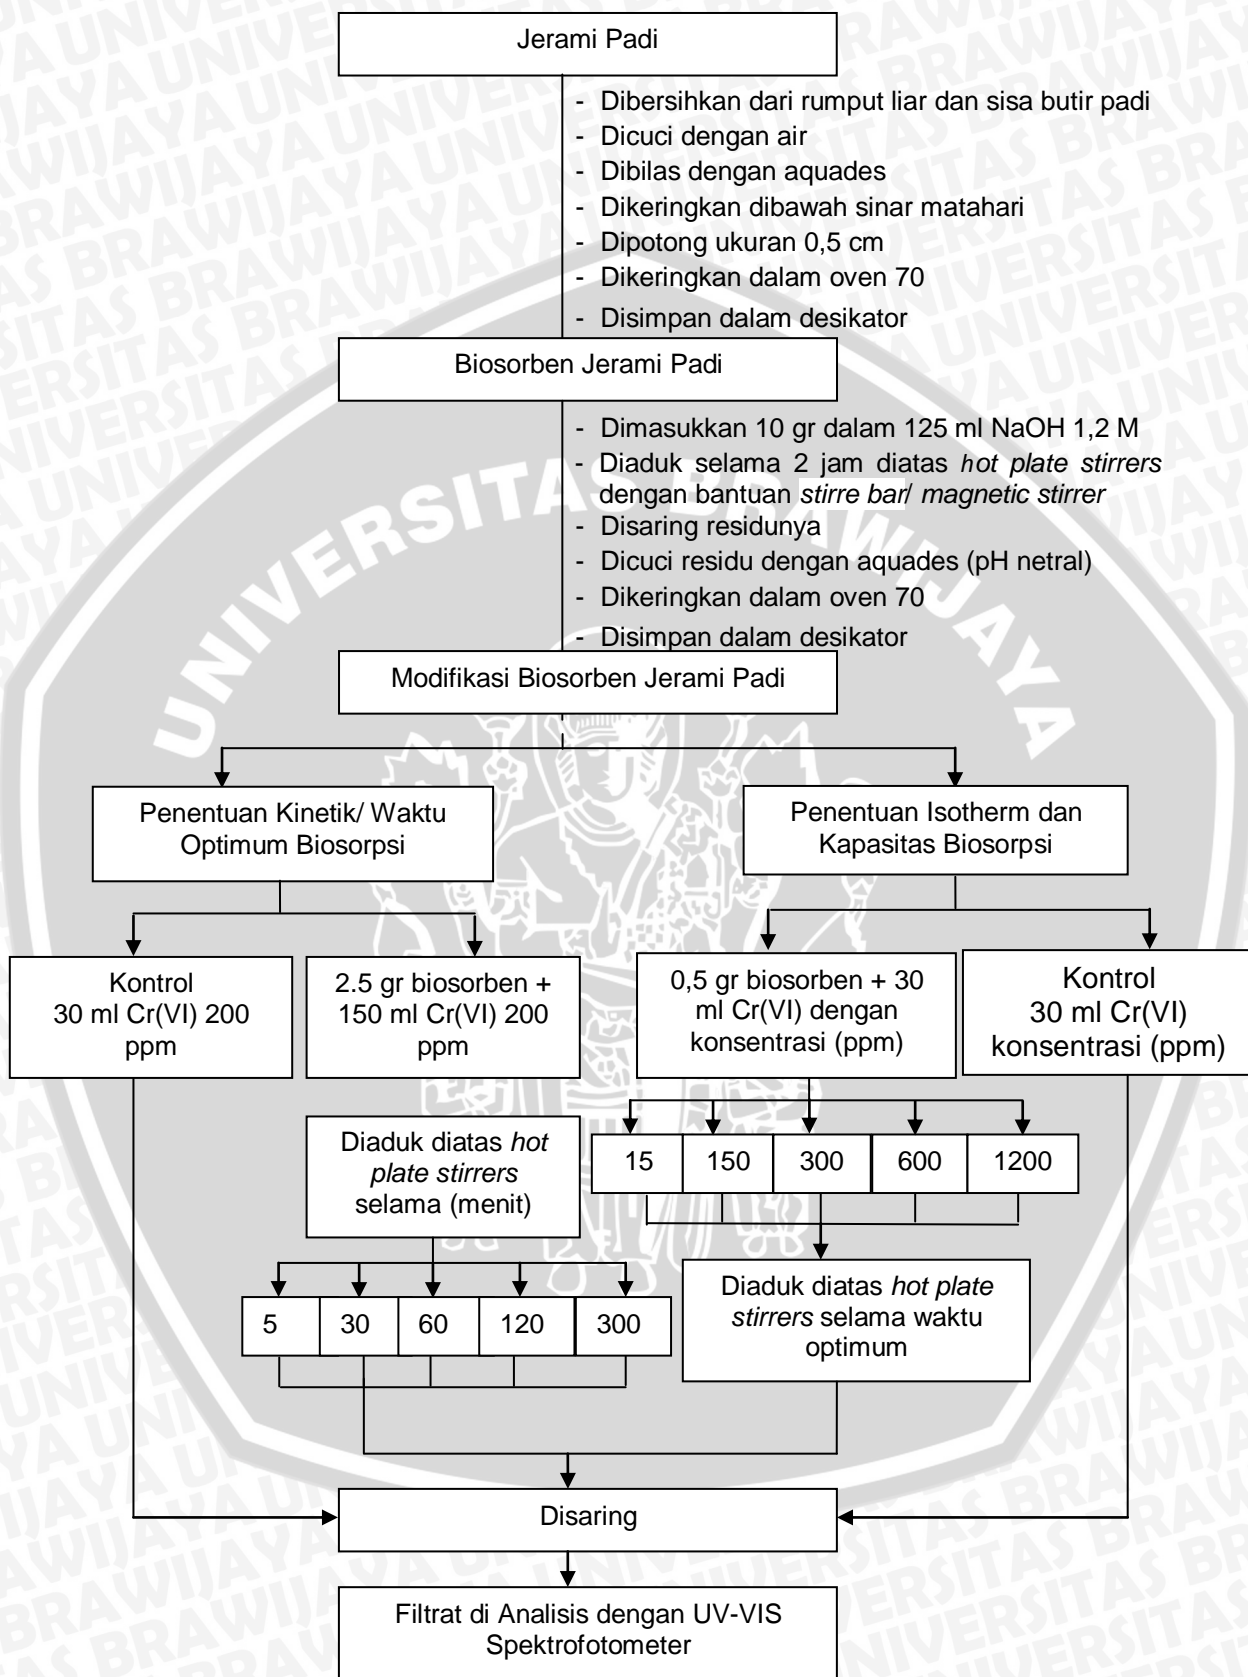 Jerami Padi
- Dibersihkan dari rumput liar dan sisa butir padi
- Dicuci dengan air
- Dibilas dengan aquades
- Dikeringkan dibawah sinar matahari
- Dipotong ukuran 0,5 cm
- Dikeringkan dalam oven 70
- Disimpan dalam desikator
Biosorben Jerami Padi
- Dimasukkan 10 gr dalam 125 ml NaOH 1,2 M
- Diaduk selama 2 jam diatas hot plate stirrers
dengan bantuan stirre bar/ magnetic stirrer
- Disaring residunya
- Dicuci residu dengan aquades (pH netral)
- Dikeringkan dalam oven 70
- Disimpan dalam desikator
Modifikasi Biosorben Jerami Padi
Penentuan Kinetik/ Waktu
Optimum Biosorpsi
Penentuan Isotherm dan
Kapasitas Biosorpsi
Kontrol
30 ml Cr(VI) 200
ppm
2.5 gr biosorben +
150 ml Cr(VI) 200
ppm
0,5 gr biosorben + 30
ml Cr(VI) dengan
konsentrasi (ppm)
Kontrol
30 ml Cr(VI)
konsentrasi (ppm)
Diaduk diatas hot
plate stirrers
selama (menit)
15 150 300 600 1200
5 30 60 120 300
Diaduk diatas hot plate
stirrers selama waktu
optimum
Disaring
Filtrat di Analisis dengan UV-VIS
Spektrofotometer
UNIVERSITAS BRAWIJAYA